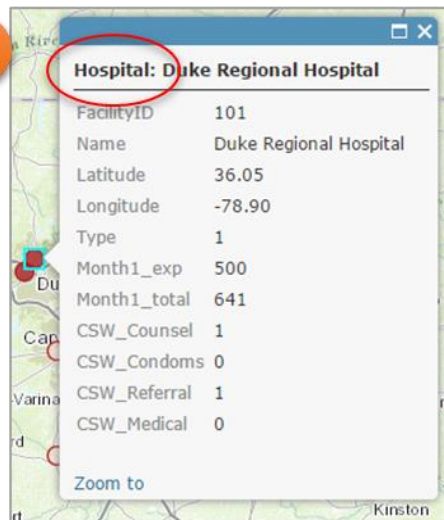 Hospital: Duke Regional Hospital
FacilityID 101
Name Duke Regional Hospital
Latitude 36.05
Longitude -78.90
Type 1
Month1_exp 500
Month1_total 641
CSW_Counsel 1
CSW_Condoms 0
CSW_Referral 1
CSW_Medical 0
Zoom to
Du
Cap
Varina
Kinston